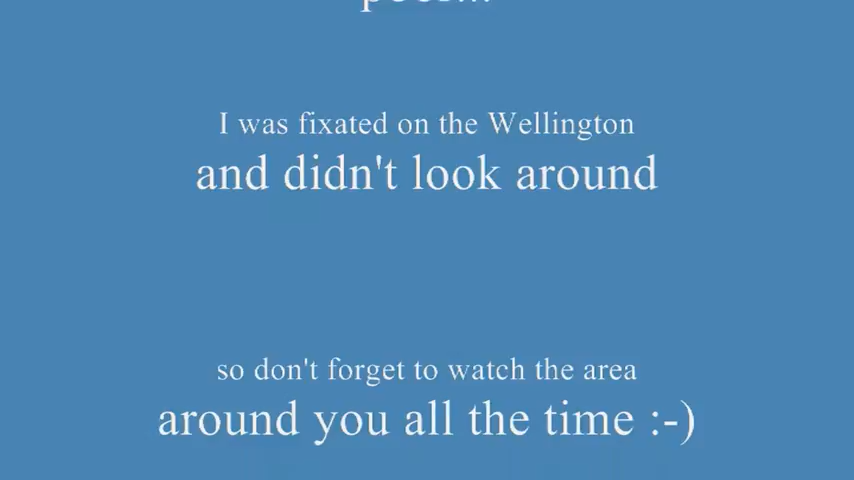 I was fixated on the Wellington
and didn't look around
so don't forget to watch the area
around you all the time :-)